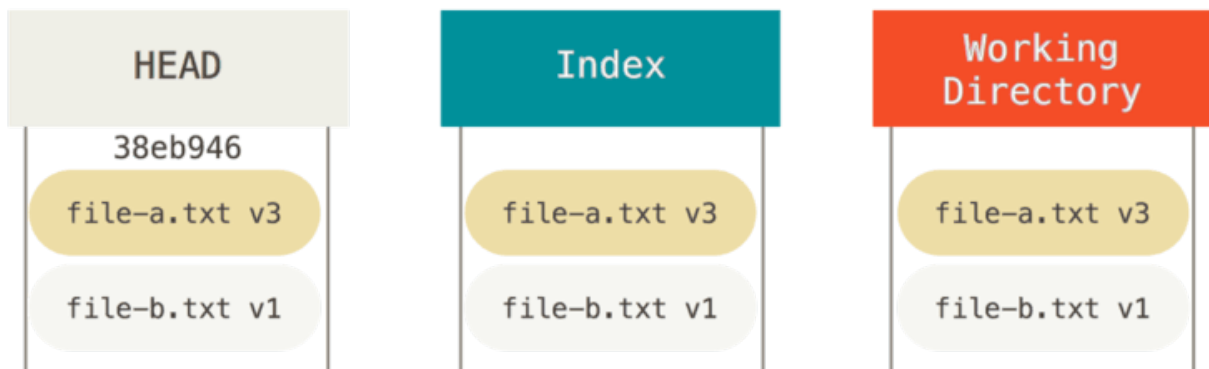 HEAD
Index
Working
Directory
38eb946
file-a.txt v3
file-a.txt v3
file-a.txt v3
file-b.txt v1
file-b.txt v1
file-b.txt v1